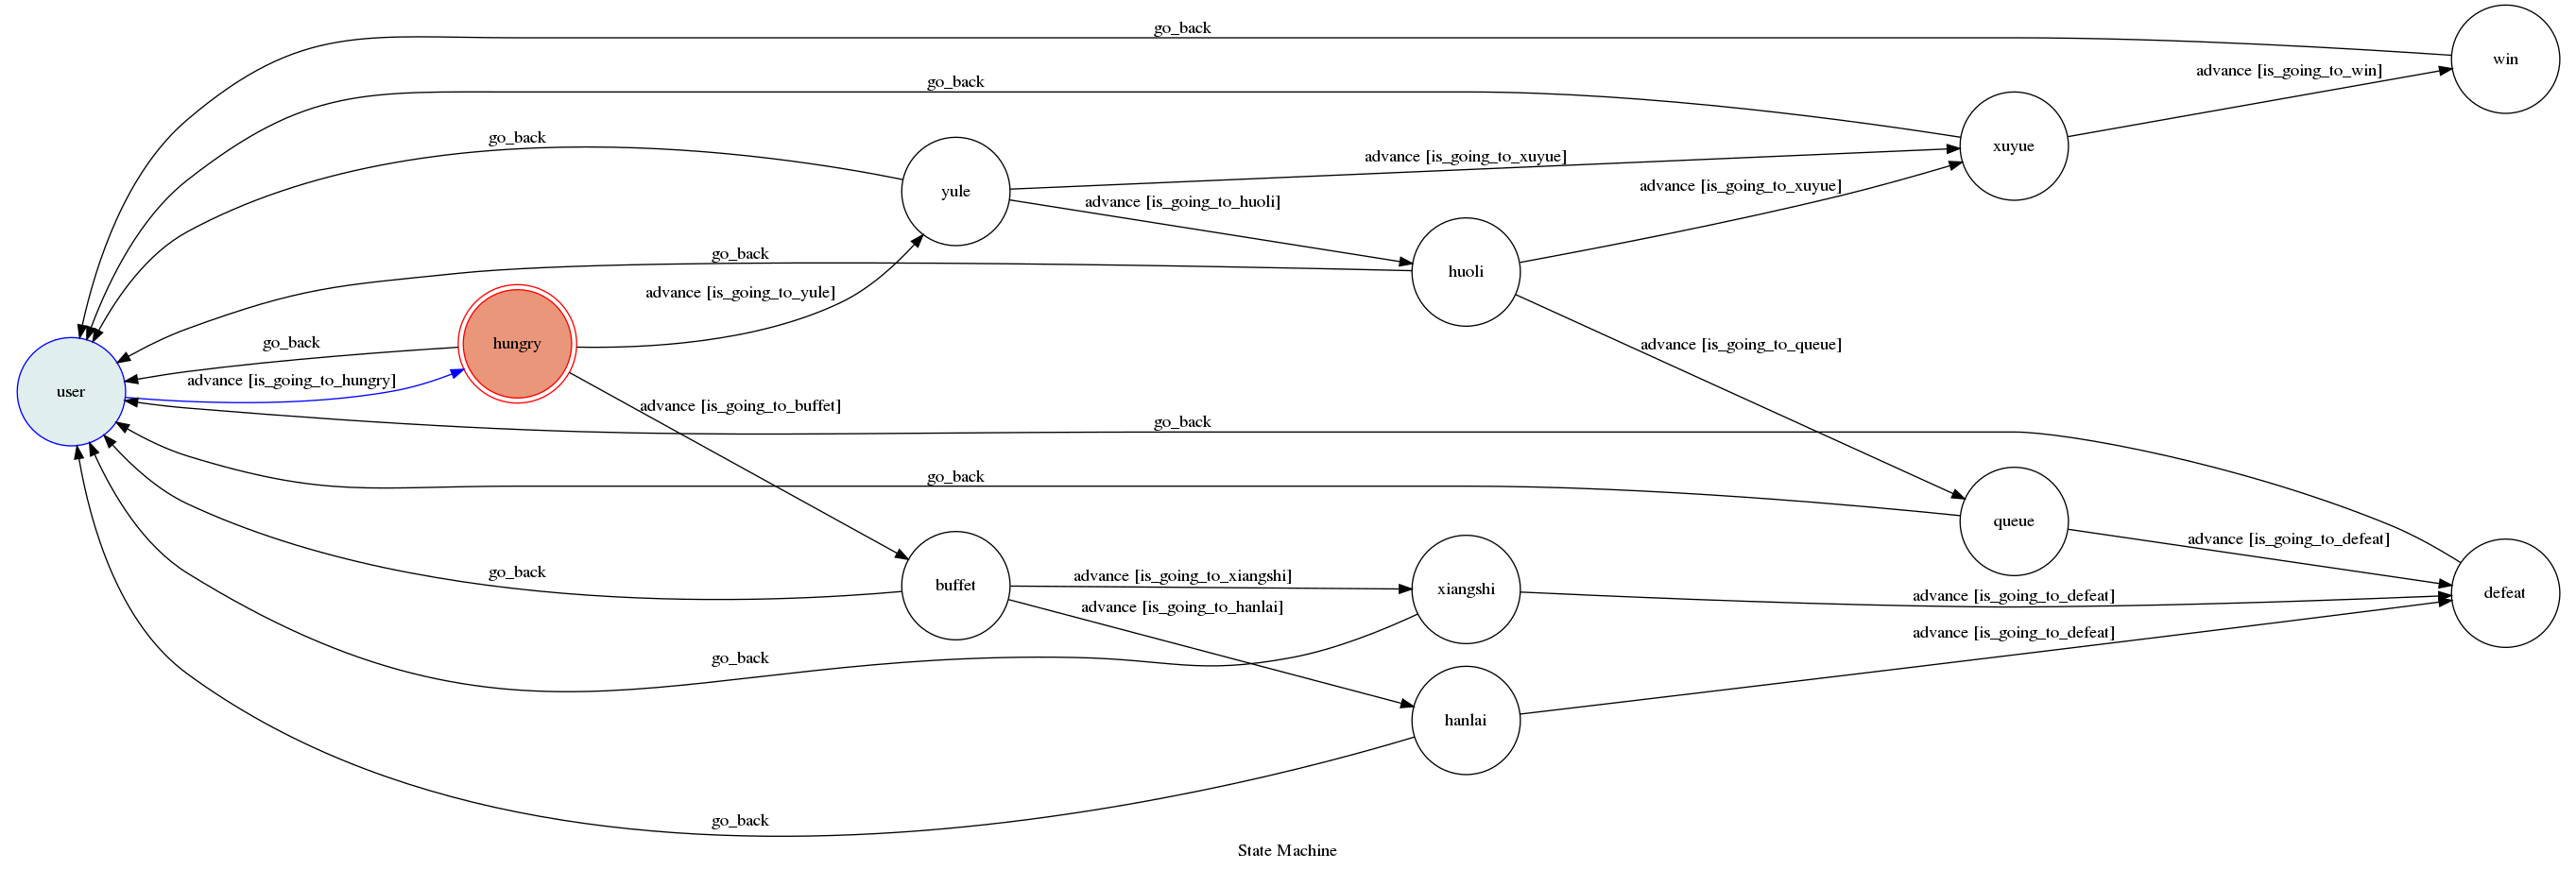 go_back
win
advance [is_going_to_win]
go_back
go_back
xuyue
advance [is_going_to_xuyue]
yule
advance [is_going_to_xuyue]
advance [is_going_to_huoli]
go_back
huoli
advance [is_going_to_yule]
go_back
hungry
advance [is_going_to_queue]
advance [is_going_to_hungry]
user
advance [is_going_to_buffet]
go_back
go_back
queue
advance [is_going_to_defeat]
go_back
advance [is_going_to_xiangshi]
buffet
xiangshi
advance [is_going_to_defeat]
defeat
advance [is_going_to_hanlai]
advance [is_going_to_defeat]
go_back
hanlai
go_back
State Machine